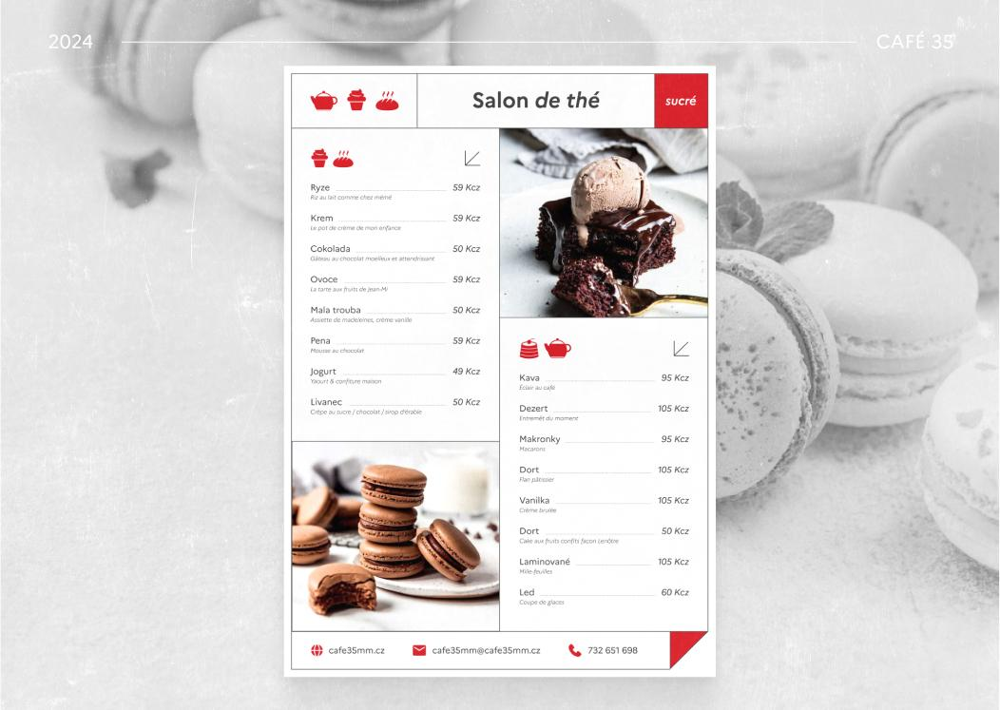 2024
CAFÉ 35
Salon de thé
sucré
Ryze 59 Kcz
Riz au lait comme chez mémé
Krem 59 Kcz
Le pot de crème de mon enfance
Cokolada 50 Kcz
Gâteau au chocolat moelleux et attendrissant
Ovoce 59 Kcz
La tarte aux fruits de Jean-Mi
Mala trouba 50 Kcz
Assiette de madeleines, crème vanille
Pena 59 Kcz
Mousse au chocolat
Jogurt 49 Kcz
Yaourt & confiture maison
Livanec 50 Kcz
Crêpe au sucre / chocolat / sirop d'érable
Kava 95 Kcz
Éclair au café
Dezert 105 Kcz
Entremêt du moment
Makronky 95 Kcz
Macarons
Dort 105 Kcz
Flan pâtissier
Vanilka 105 Kcz
Crème brulée
Dort 50 Kcz
Cake aux fruits confits façon Lenôtre
Laminované 105 Kcz
Mille-feuilles
Led 60 Kcz
Coupe de glaces
cafe35mm.cz cafe35mm@cafe35mm.cz 732 651 698